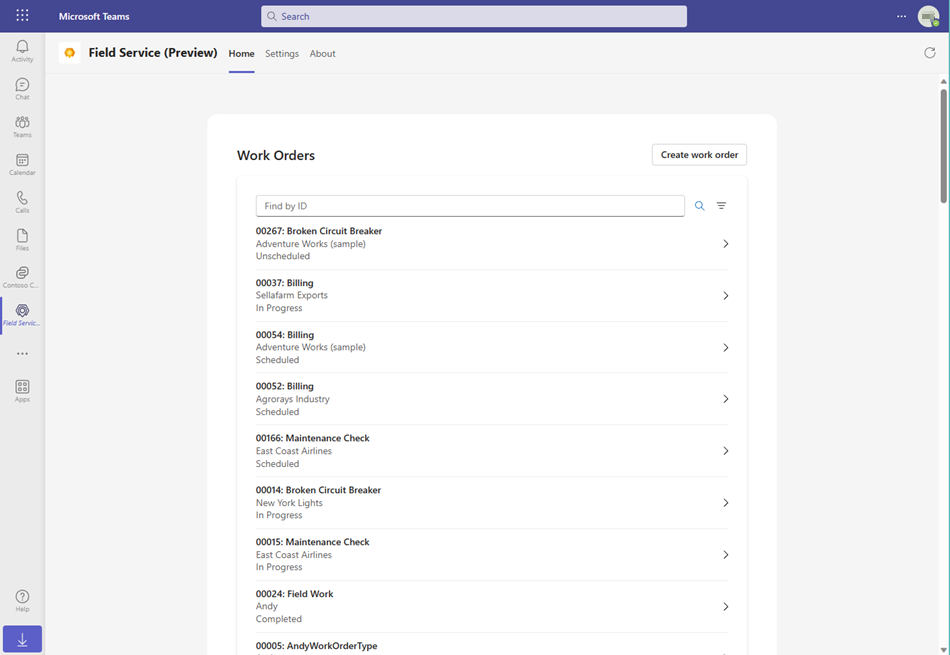 Microsoft Teams
Search
Activity
Chat
Teams
Calendar
Calls
Files
Contoso C...
Field Servic...
Apps
Help
Field Service (Preview)
Home
Settings
About
Work Orders
Create work order
Find by ID
00267: Broken Circuit Breaker
Adventure Works (sample)
Unscheduled
00037: Billing
Sellafarm Exports
In Progress
00054: Billing
Adventure Works (sample)
Scheduled
00052: Billing
Agrorays Industry
Scheduled
00166: Maintenance Check
East Coast Airlines
Scheduled
00014: Broken Circuit Breaker
New York Lights
In Progress
00015: Maintenance Check
East Coast Airlines
In Progress
00024: Field Work
Andy
Completed
00005: AndyWorkOrderType